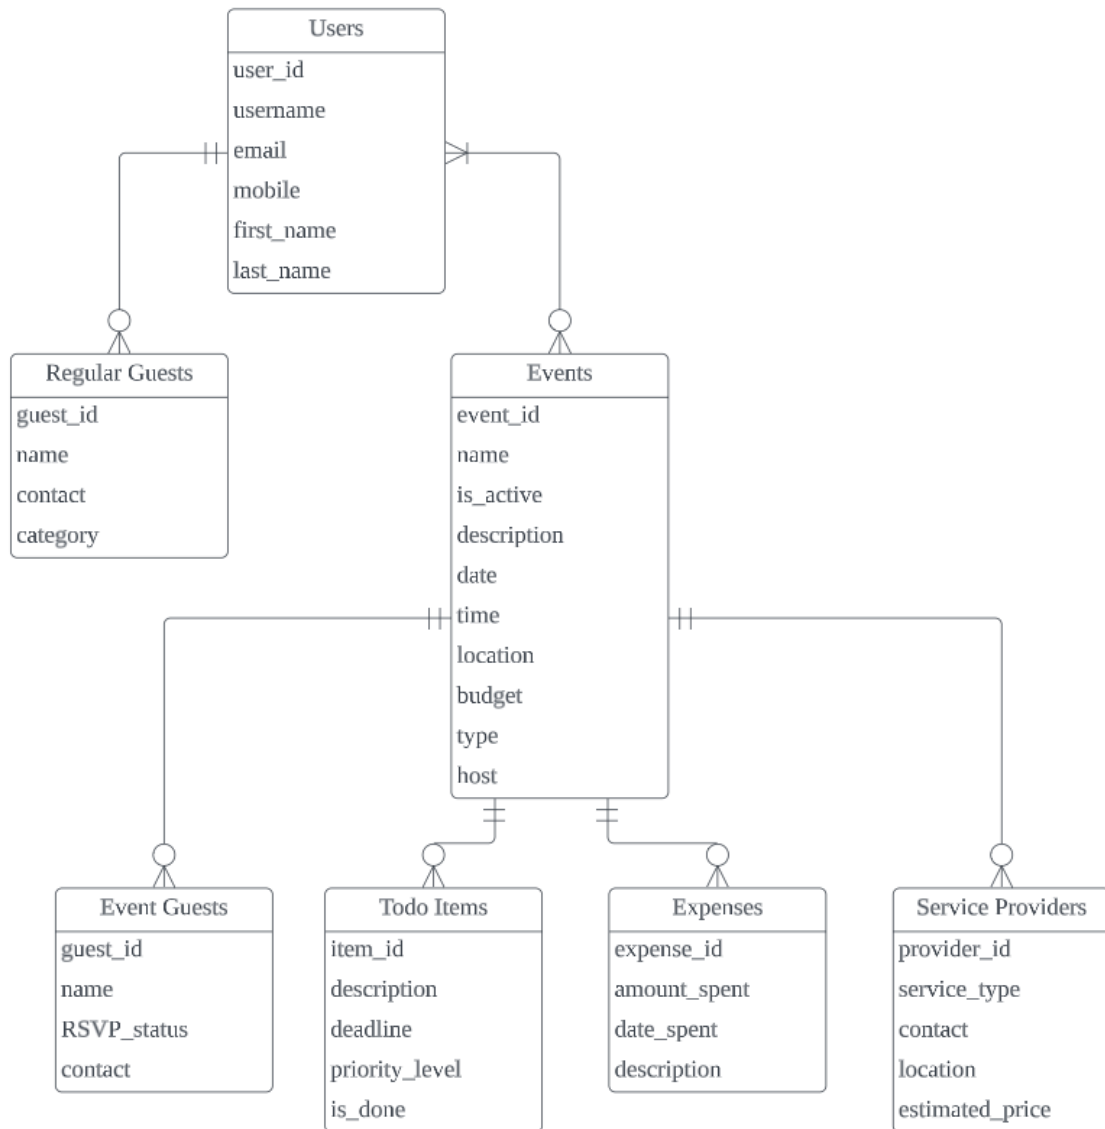 Users
user_id
username
email
mobile
first_name
last_name
Regular Guests
guest_id
name
contact
category
Events
event_id
name
is_active
description
date
time
location
budget
type
host
Event Guests
guest_id
name
RSVP_status
contact
Todo Items
item_id
description
deadline
priority_level
is_done
Expenses
expense_id
amount_spent
date_spent
description
Service Providers
provider_id
service_type
contact
location
estimated_price